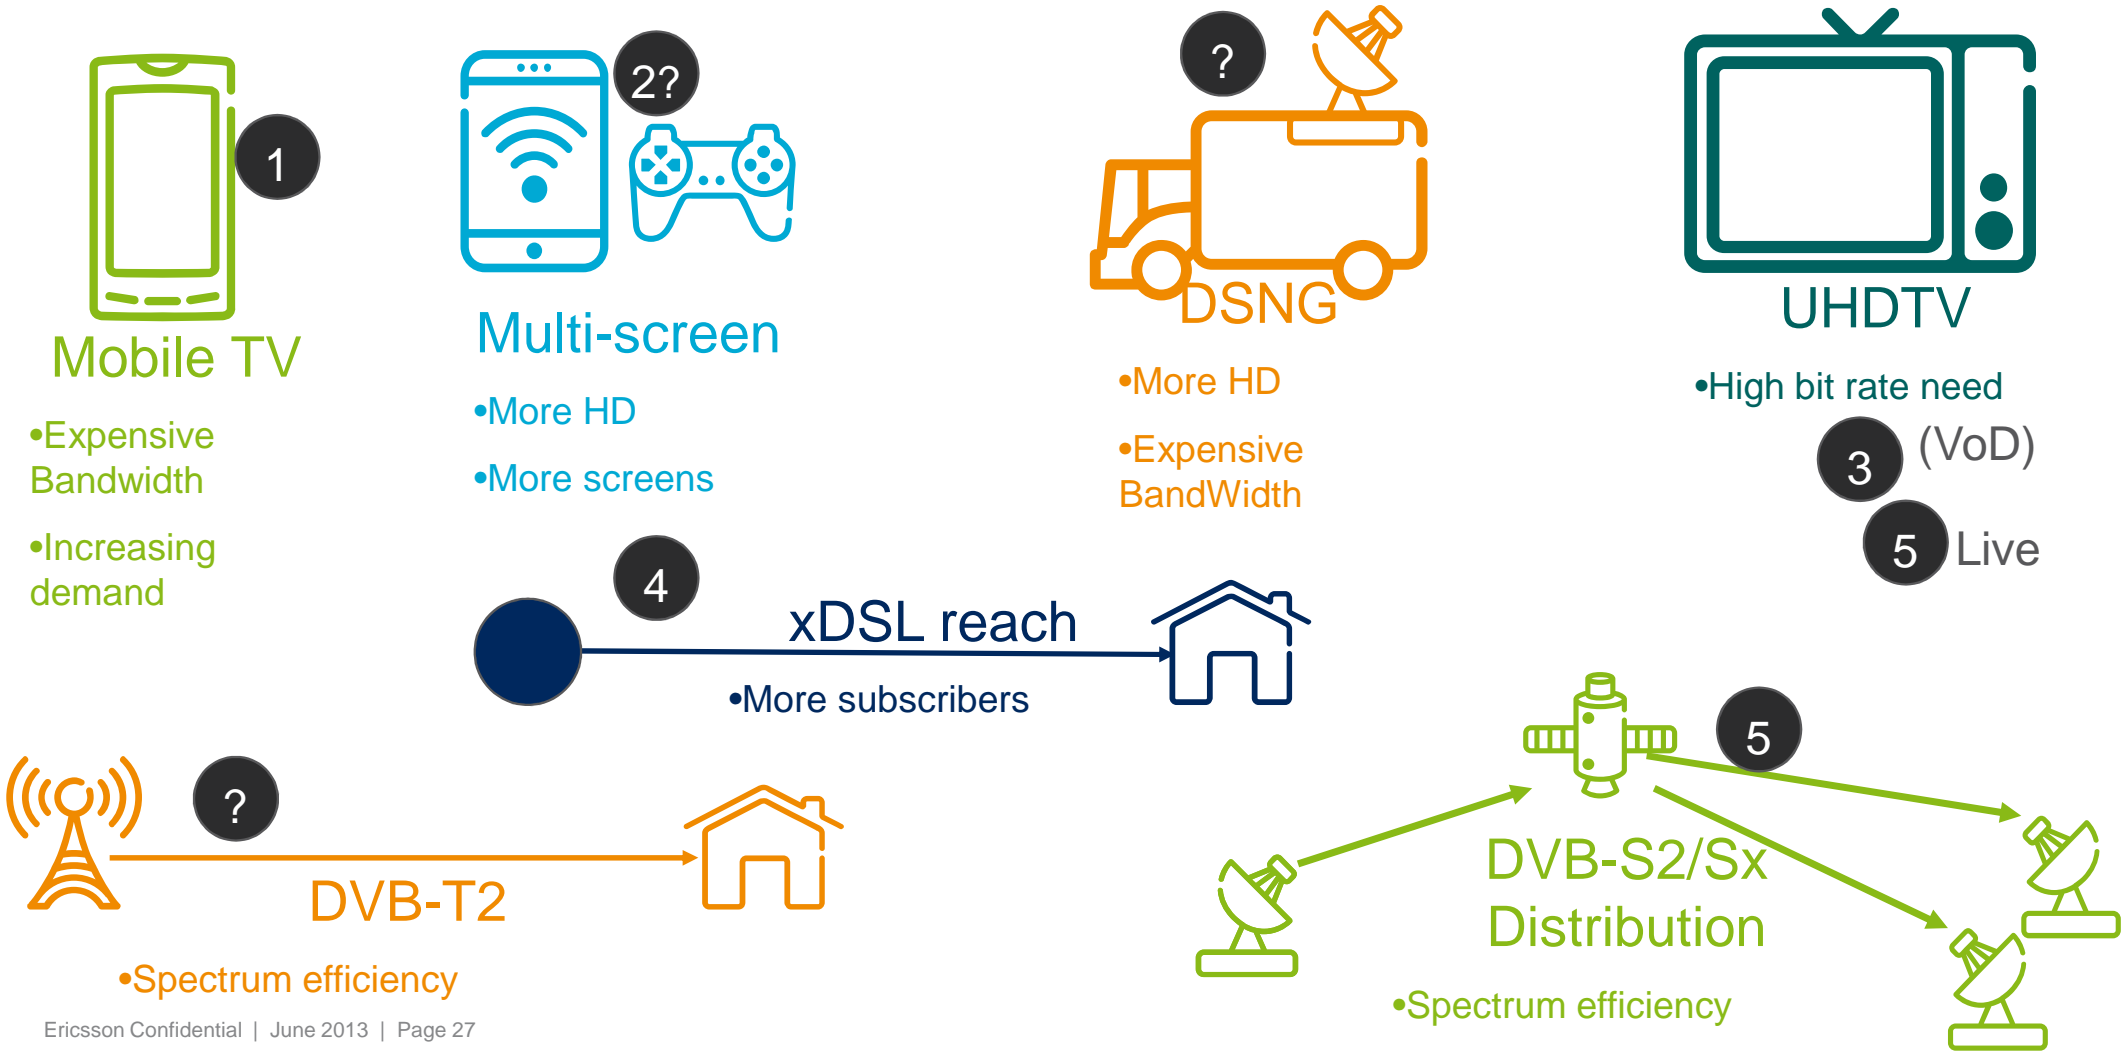 1
Mobile TV
•Expensive
Bandwidth
•Increasing
demand
2?
Multi-screen
•More HD
•More screens
?
DSNG
•More HD
•Expensive
BandWidth
UHDTV
•High bit rate need
3 (VoD)
5 Live
4
xDSL reach
•More subscribers
?
DVB-T2
•Spectrum efficiency
5
DVB-S2/Sx
Distribution
•Spectrum efficiency
Ericsson Confidential | June 2013 | Page 27